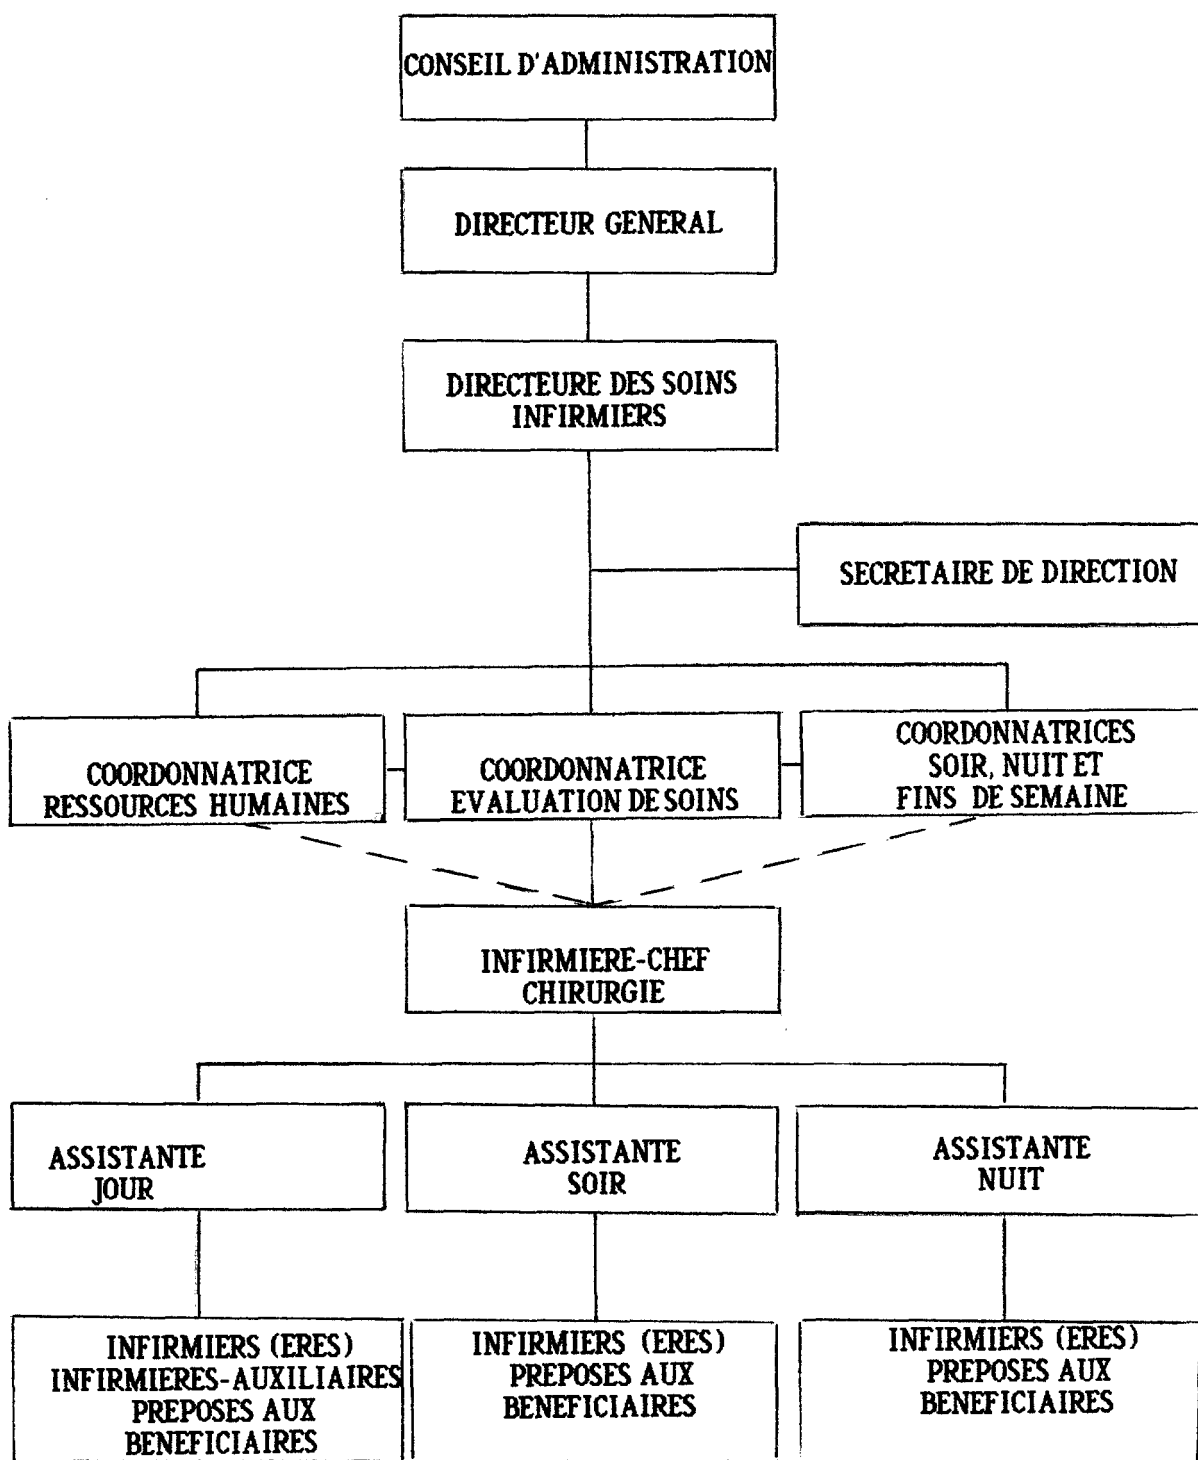 CONSEIL D'ADMINISTRATION
DIRECTEUR GENERAL
DIRECTEURE DES SOINS
INFIRMIERS
SECRETAIRE DE DIRECTION
COORDONNATRICE
RESSOURCES HUMAINES
COORDONNATRICE
EVALUATION DE SOINS
COORDONNATRICES
SOIR, NUIT ET
FINS DE SEMAINE
INFIRMIERE-CHEF
CHIRURGIE
ASSISTANTE
JOUR
ASSISTANTE
SOIR
ASSISTANTE
NUIT
INFIRMIERS (ERES)
INFIRMIERES-AUXILIAIRES
PREPOSES AUX
BENEFICIAIRES
INFIRMIERS (ERES)
PREPOSES AUX
BENEFICIAIRES
INFIRMIERS (ERES)
PREPOSES AUX
BENEFICIAIRES